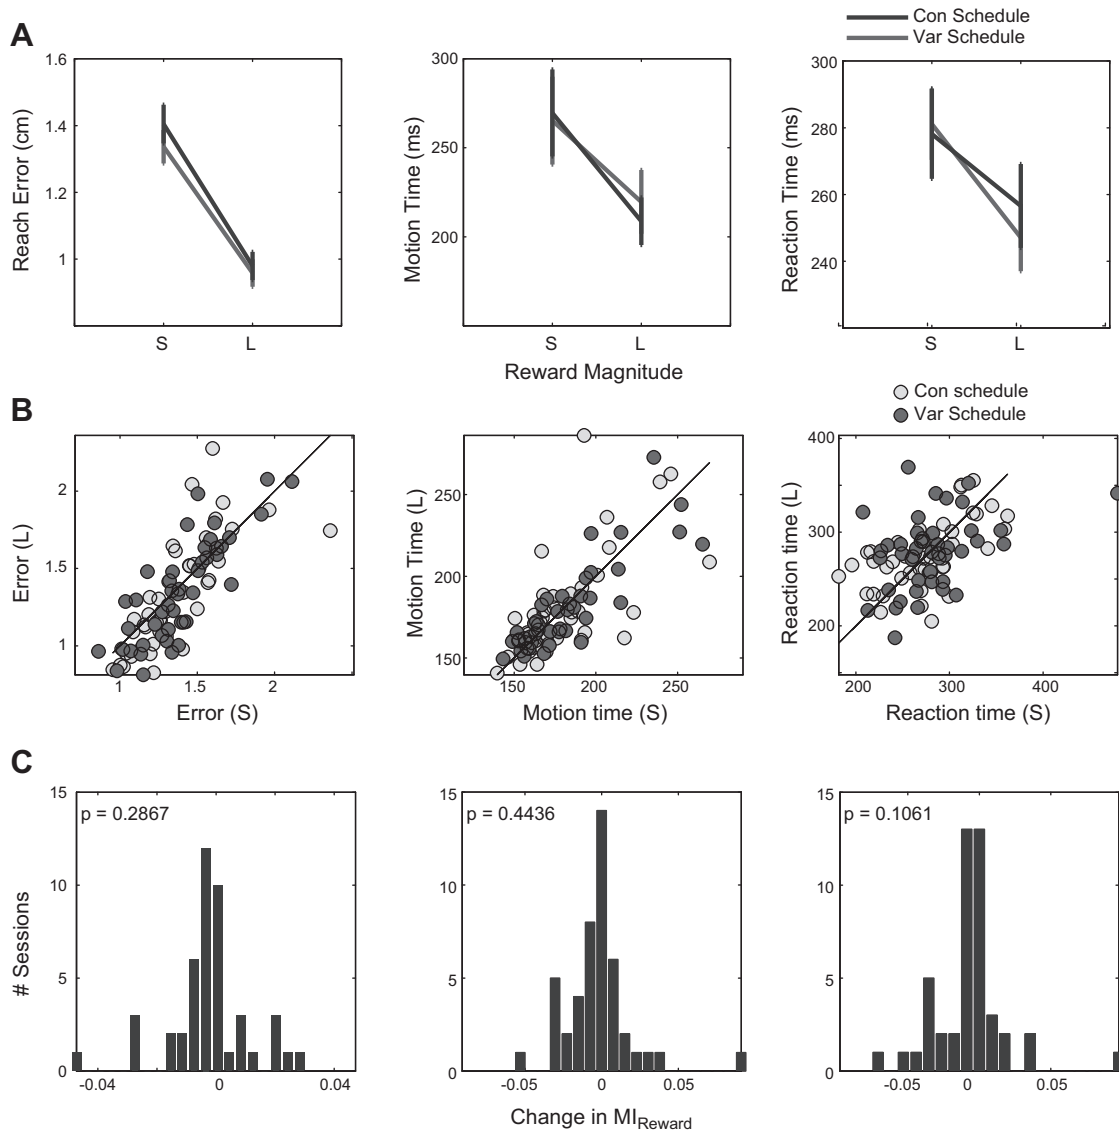 Con Schedule
Var Schedule
A
Reach Error (cm)
1.6
1.4
1.2
1
S
L
Motion Time (ms)
300
250
200
S
L
Reward Magnitude
Reaction Time (ms)
300
280
260
240
S
L
B
Con schedule
Var Schedule
Error (L)
2
1.5
1
1
1.5
2
Error (S)
Motion Time (L)
250
200
150
150
200
250
Motion time (S)
Reaction time (L)
400
300
200
200
300
400
Reaction time (S)
C
# Sessions
15
10
5
0
p = 0.2867
-0.04
0
0.04
15
10
5
0
p = 0.4436
-0.05
0
0.05
Change in MI Reward
15
10
5
0
p = 0.1061
-0.05
0
0.05